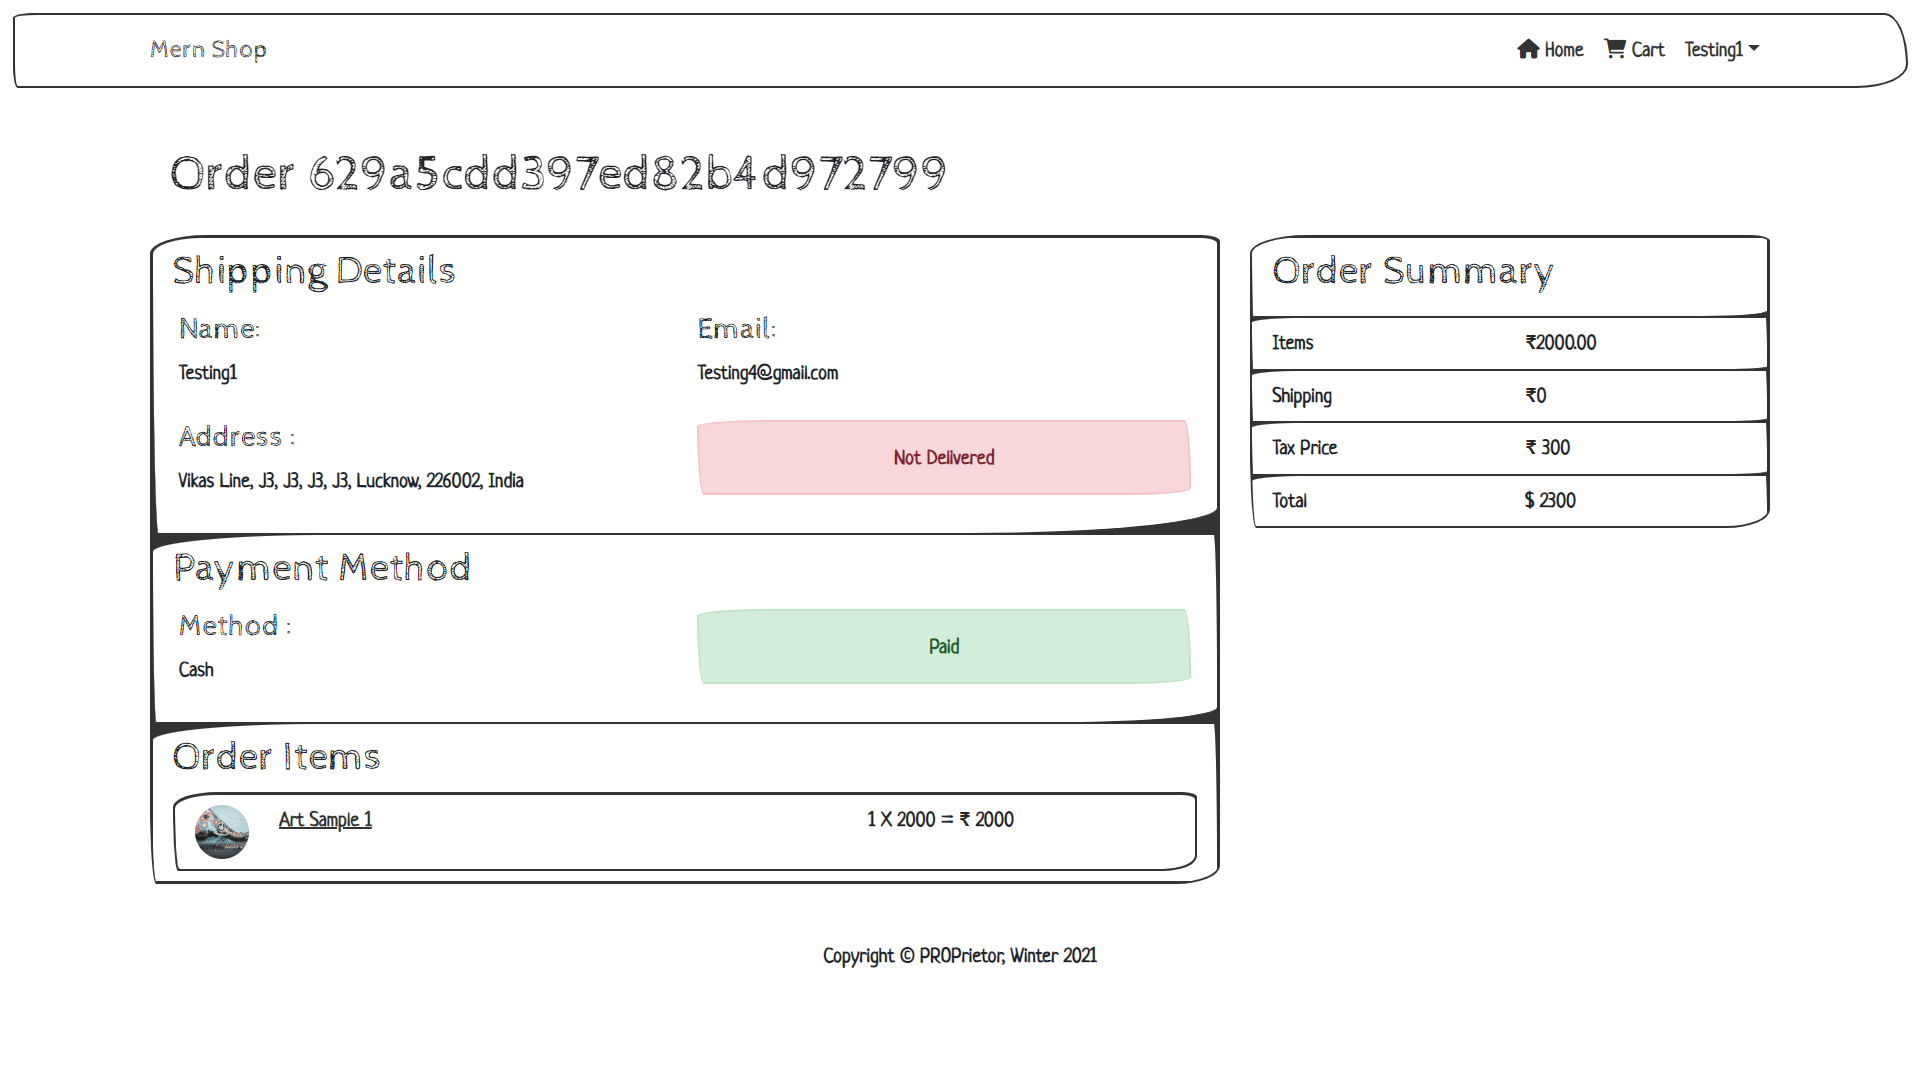 Mern Shop
Home Cart Testing1
Order 629a5cdd397ed82b4d972799
Shipping Details
Name: Email:
Testing1 Testing4@gmail.com
Address :
Vikas Line, J3, J3, J3, J3, Lucknow, 226002, India
Not Delivered
Payment Method
Method :
Cash
Paid
Order Items
Art Sample 1 1 X 2000 = ₹ 2000
Order Summary
Items ₹2000.00
Shipping ₹0
Tax Price ₹ 300
Total $ 2300
Copyright © PROPrietor, Winter 2021